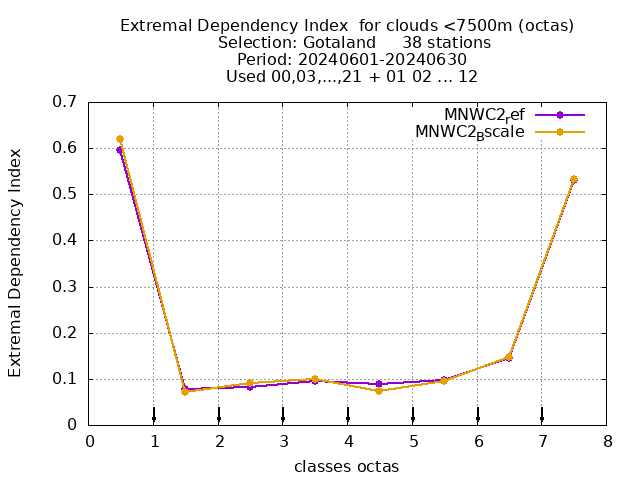 Extremal Dependency Index  for clouds <7500m (octas)
Selection: Gotaland     38 stations
Period: 20240601-20240630
Used 00,03,...,21 + 01 02 ... 12
MNWC2ref
MNWC2Bscale
0.7
0.6
0.5
0.4
0.3
0.2
0.1
0
Extremal Dependency Index
0 1 2 3 4 5 6 7 8
classes octas